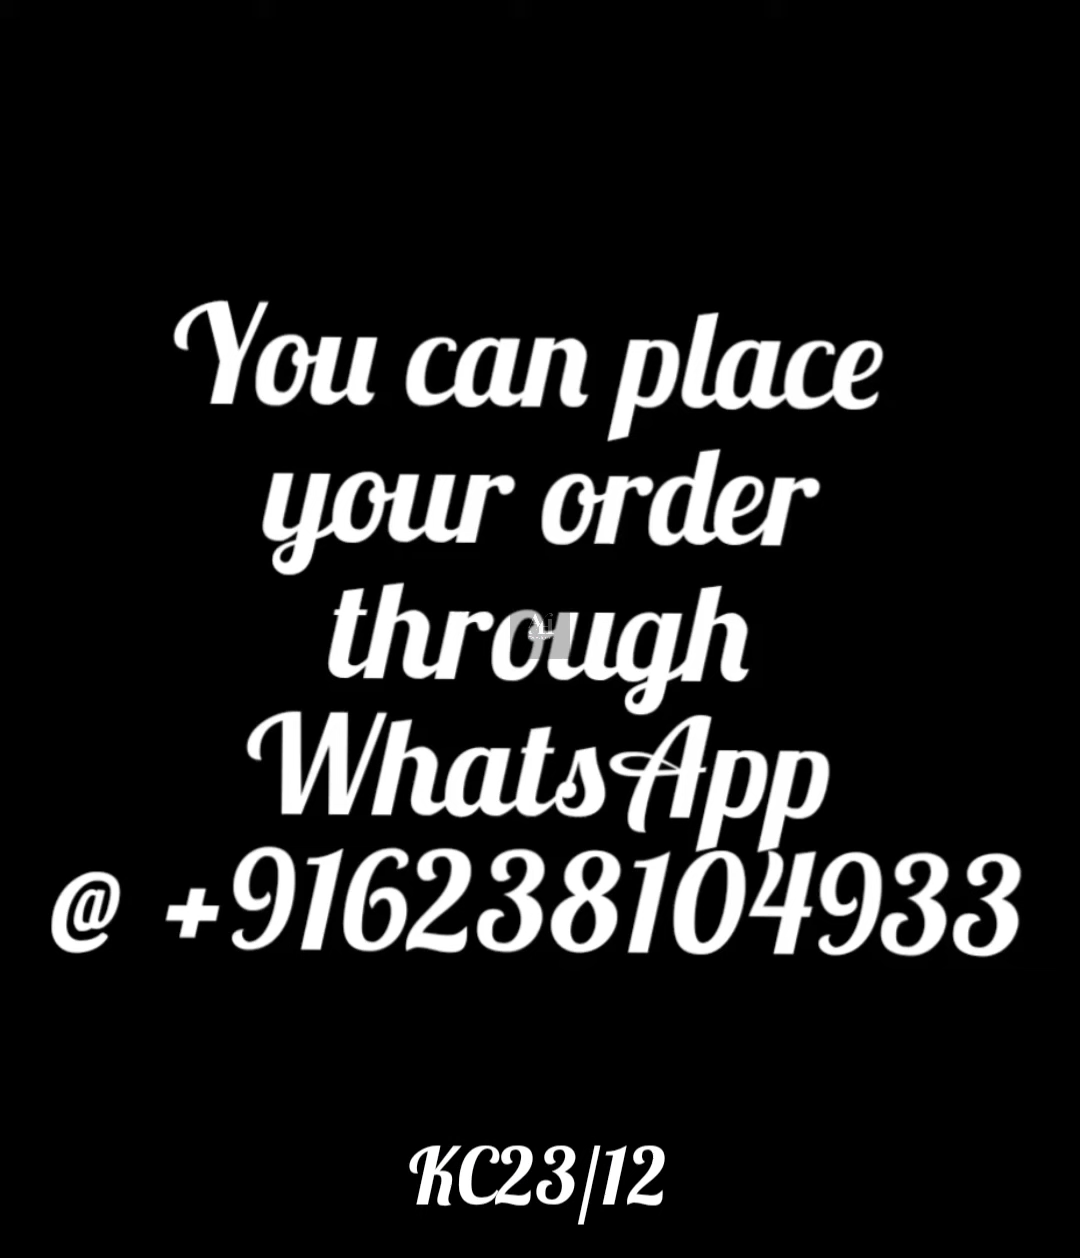 You can place
your order
through
WhatsApp
@ +916238104933
KC23/12